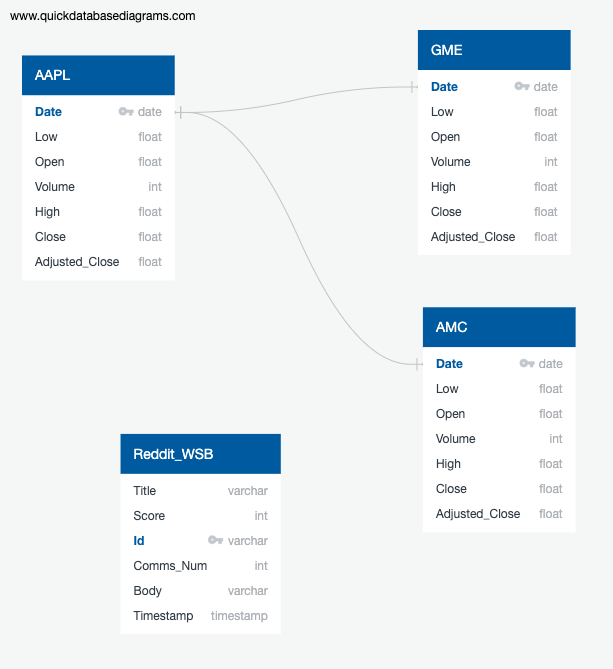 www.quickdatabasediagrams.com
AAPL
Date date
Low float
Open float
Volume int
High float
Close float
Adjusted_Close float
GME
Date date
Low float
Open float
Volume int
High float
Close float
Adjusted_Close float
AMC
Date date
Low float
Open float
Volume int
High float
Close float
Adjusted_Close float
Reddit_WSB
Title varchar
Score int
Id varchar
Comms_Num int
Body varchar
Timestamp timestamp